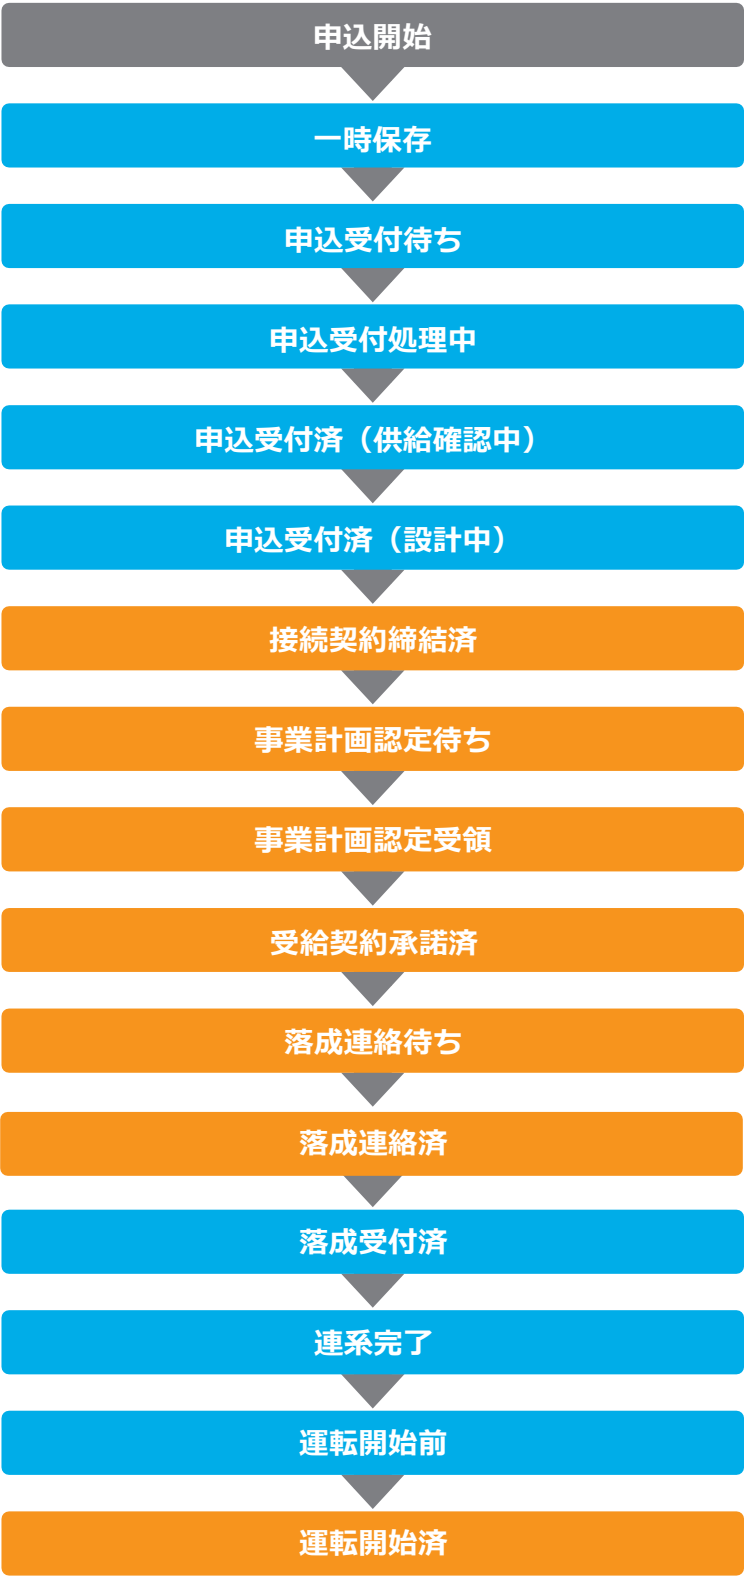 申込開始
一時保存
申込受付待ち
申込受付処理中
申込受付済（供給確認中）
申込受付済（設計中）
接続契約締結済
事業計画認定待ち
事業計画認定受領
受給契約承諾済
落成連絡待ち
落成連絡済
落成受付済
連系完了
運転開始前
運転開始済